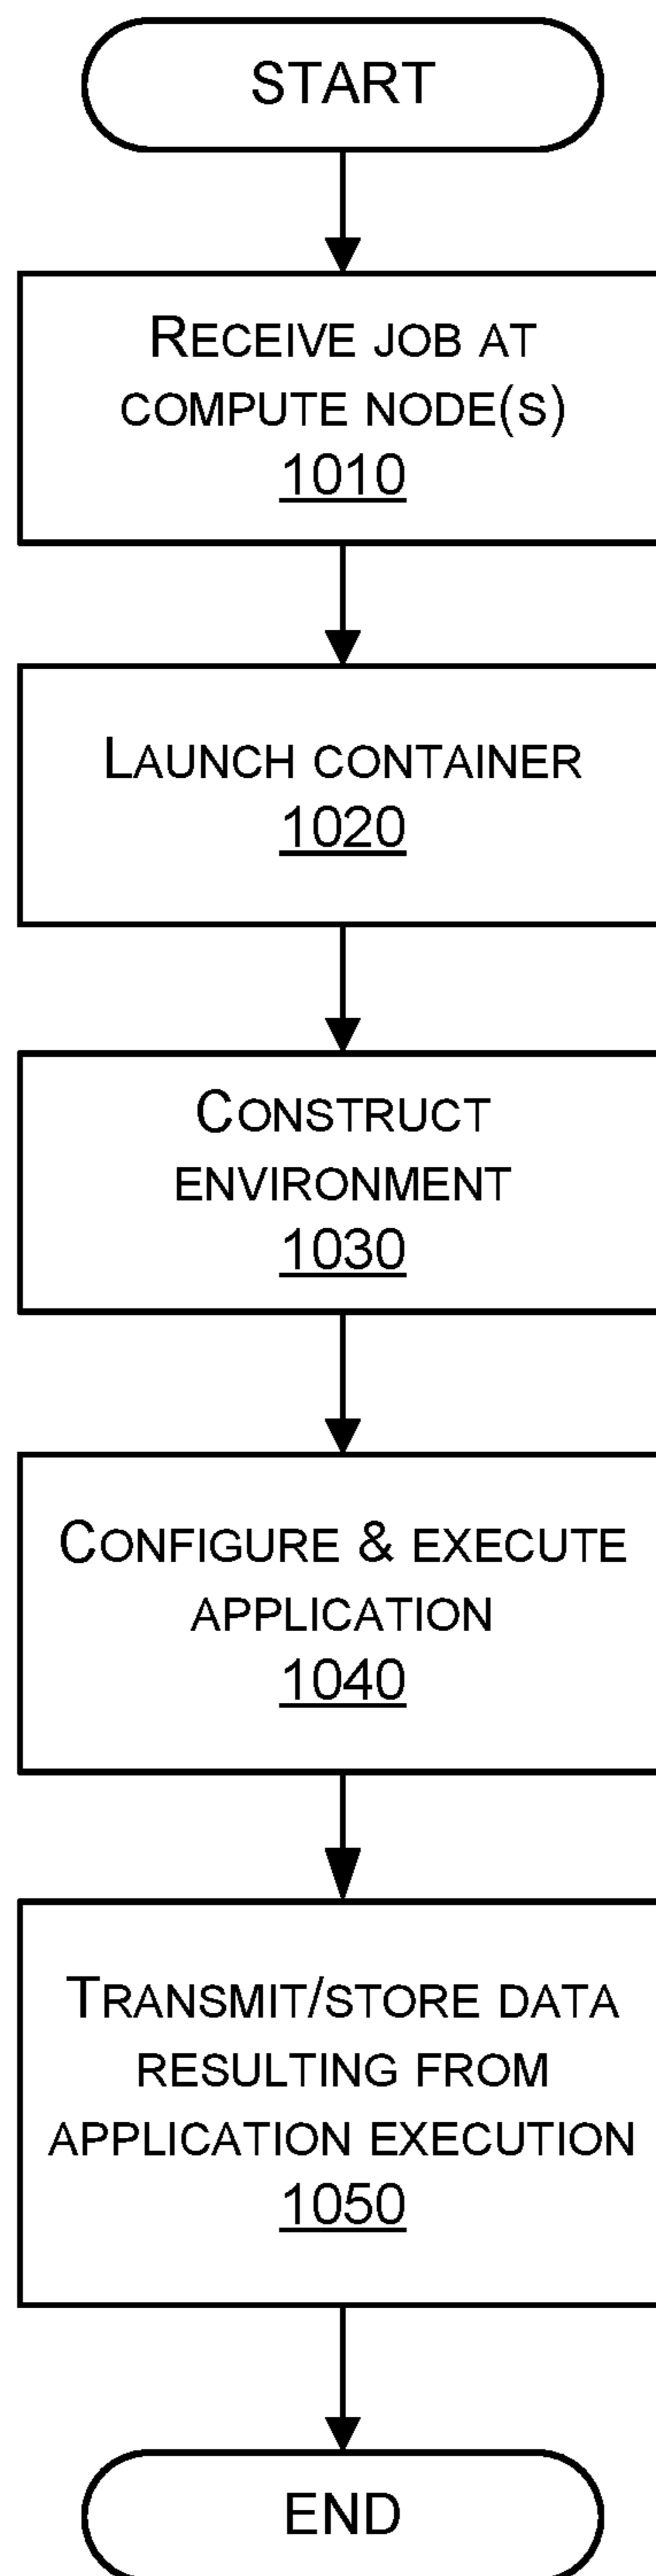 START
RECEIVE JOB AT
COMPUTE NODE(S)
1010
LAUNCH CONTAINER
1020
CONSTRUCT
ENVIRONMENT
1030
CONFIGURE & EXECUTE
APPLICATION
1040
TRANSMIT/STORE DATA
RESULTING FROM
APPLICATION EXECUTION
1050
END